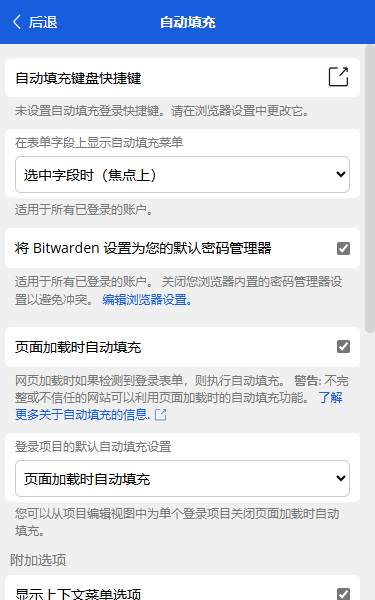 后退
自动填充
自动填充键盘快捷键
未设置自动填充登录快捷键。请在浏览器设置中更改它。
在表单字段上显示自动填充菜单
选中字段时（焦点上）
适用于所有已登录的账户。
将 Bitwarden 设置为您的默认密码管理器
适用于所有已登录的账户。 关闭您浏览器内置的密码管理器设
置以避免冲突。 编辑浏览器设置。
页面加载时自动填充
网页加载时如果检测到登录表单，则执行自动填充。 警告: 不完
整或不信任的网站可以利用页面加载时的自动填充功能。 了解
更多关于自动填充的信息.
登录项目的默认自动填充设置
页面加载时自动填充
您可以从项目编辑视图中为单个登录项目关闭页面加载时自动
填充。
附加选项
显示上下文菜单选项